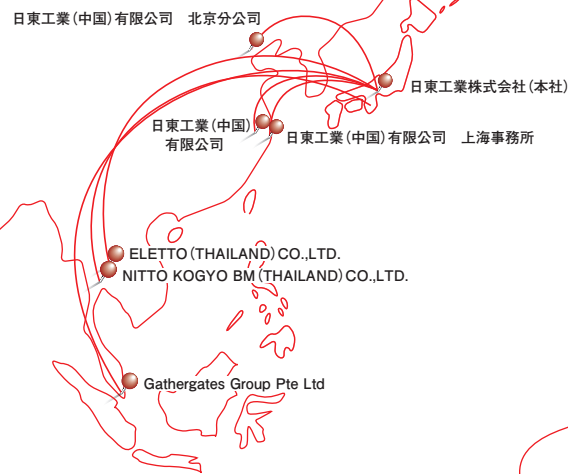 日東工業（中国）有限公司　北京分公司
日東工業株式会社（本社）
日東工業（中国）
有限公司
日東工業（中国）有限公司　上海事務所
ELETTO（THAILAND）CO.,LTD.
NITTO KOGYO BM（THAILAND）CO.,LTD.
Gathergates Group Pte Ltd